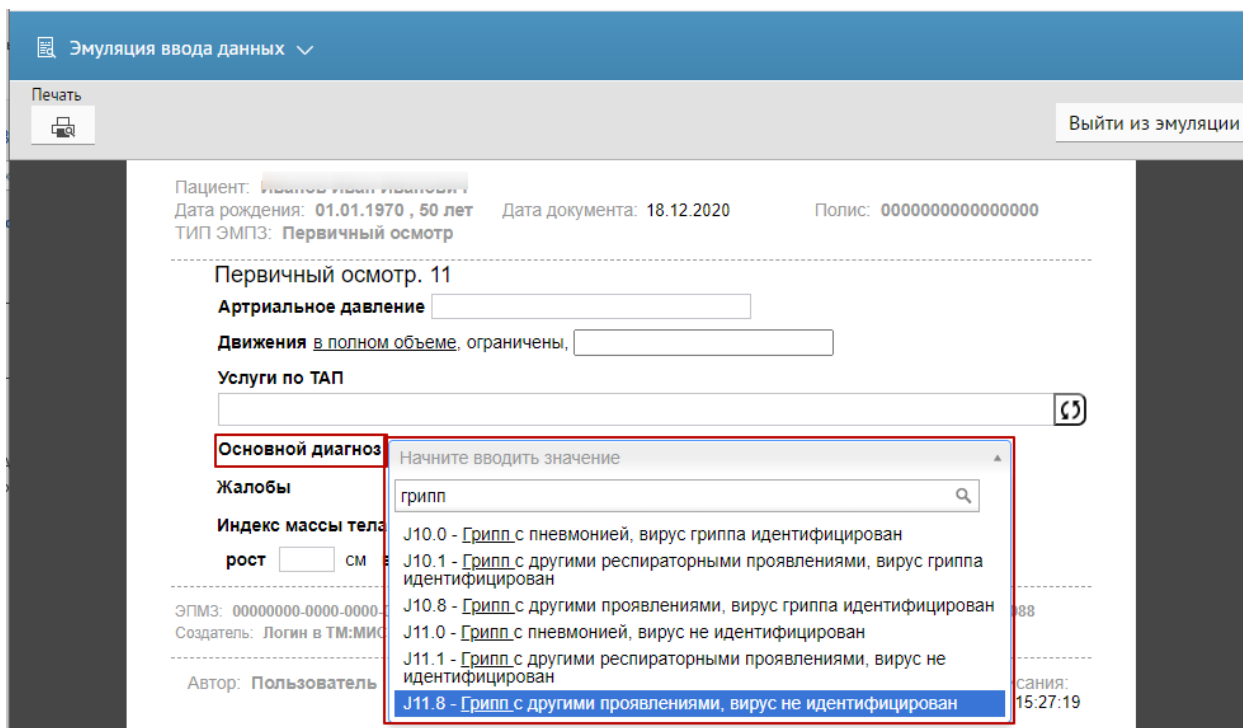 Эмуляция ввода данных
Печать
Выйти из эмуляции
Пациент:
Дата рождения: 01.01.1970 , 50 лет Дата документа: 18.12.2020 Полис: 0000000000000000
ТИП ЭМПЗ: Первичный осмотр
Первичный осмотр. 11
Артриальное давление
Движения в полном объеме, ограничены,
Услуги по ТАП
Основной диагноз Начните вводить значение
Жалобы грипп
Индекс массы тела J10.0 - Грипп с пневмонией, вирус гриппа идентифицирован
рост см J10.1 - Грипп с другими респираторными проявлениями, вирус гриппа
идентифицирован
ЭПМЗ: 00000000-0000-0000- J10.8 - Грипп с другими проявлениями, вирус гриппа идентифицирован 088
Создатель: Логин в ТМ:МИС J11.0 - Грипп с пневмонией, вирус не идентифицирован
J11.1 - Грипп с другими респираторными проявлениями, вирус не
идентифицирован
Автор: Пользователь сания:
J11.8 - Грипп с другими проявлениями, вирус не идентифицирован 15:27:19